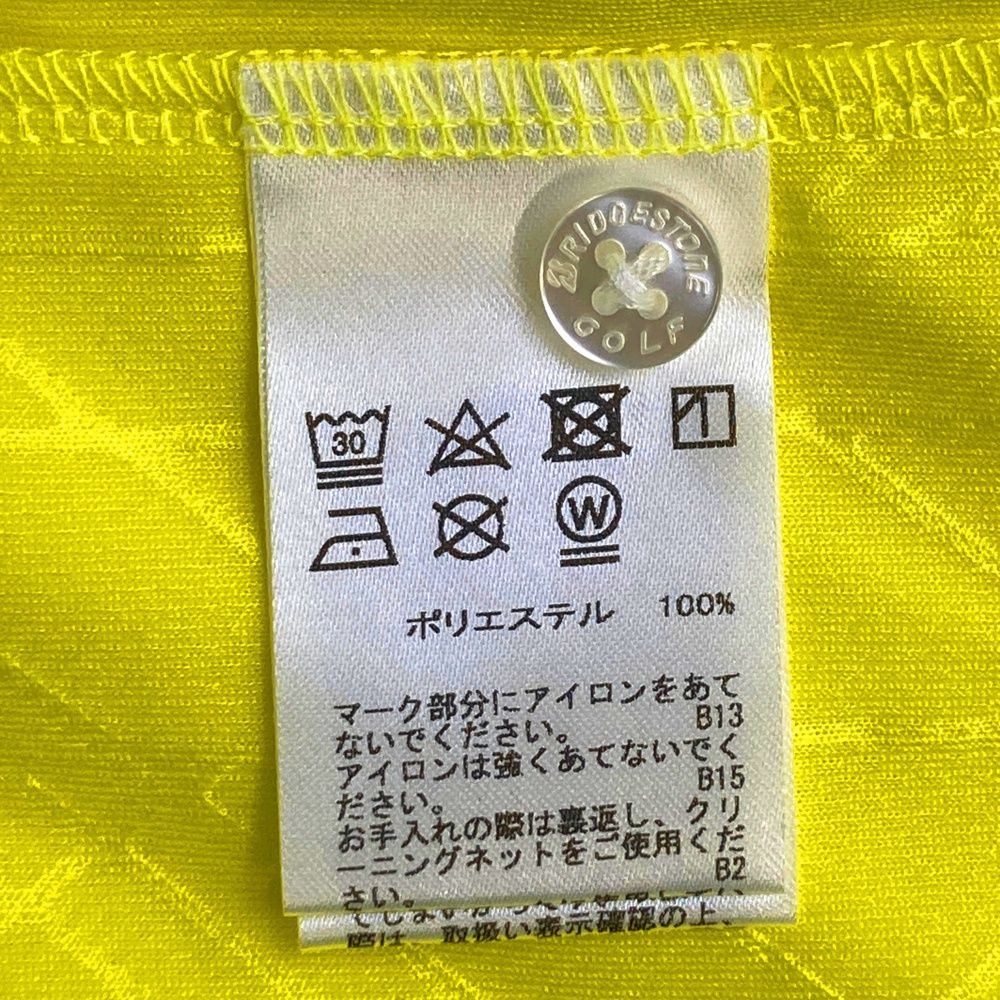 BRIDGESTONE
GOLF
30
W
ポリエステル 100%
マーク部分にアイロンをあて
ないでください。 B13
アイロンは強くあてないでく
ださい。 B15
お手入れの際は裏返し、クリ
ーニングネットをご使用くだ
さい。 B2
際は、取扱い表示確認の上、